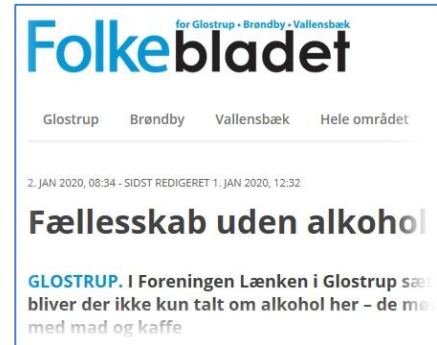 for Glostrup • Brøndby • Vallensbæk
Folkebladet
Glostrup Brøndby Vallensbæk Hele området
2. JAN 2020, 08:34 - SIDST REDIGERET 1. JAN 2020, 12:32
Fællesskab uden alkohol
GLOSTRUP. I Foreningen Lænken i Glostrup
bliver der ikke kun talt om alkohol her – de
med mad og kaffe